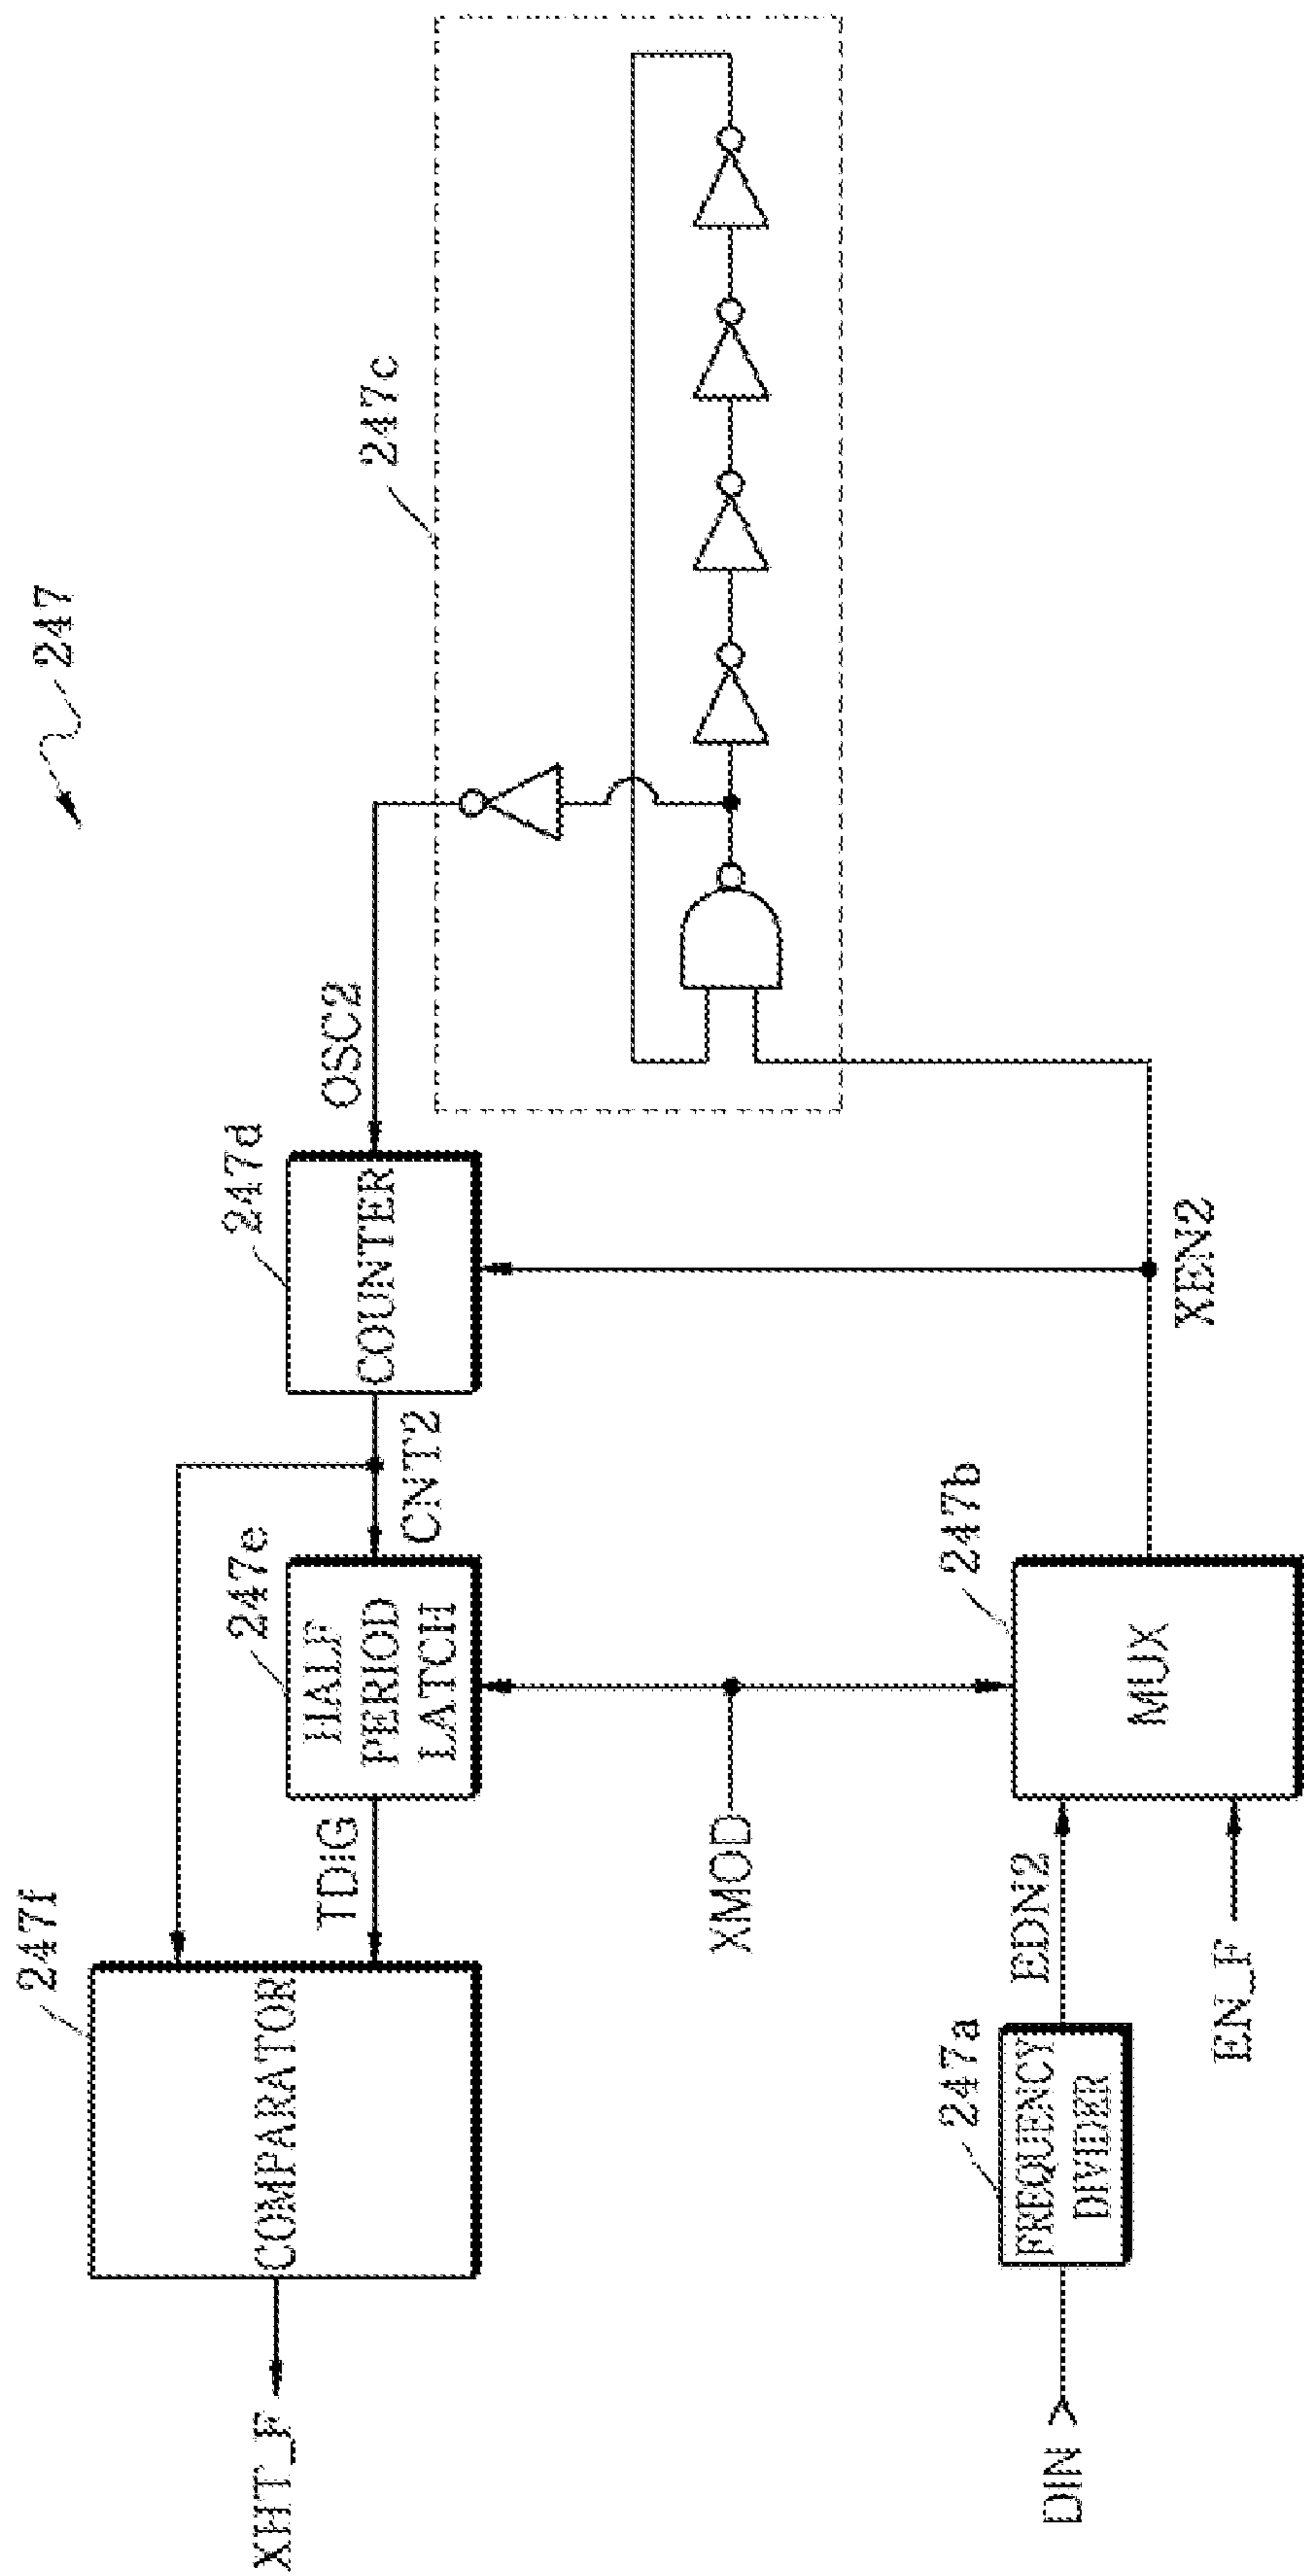 247
XHT_F
247f
COMPARATOR
TDIG
247e
HALF
PERIOD
LATCH
CNT2
247d
COUNTER
OSC2
247c
XMOD
DIN
247a
FREQUENCY
DIVIDER
EDN2
EN_F
247b
MUX
XEN2